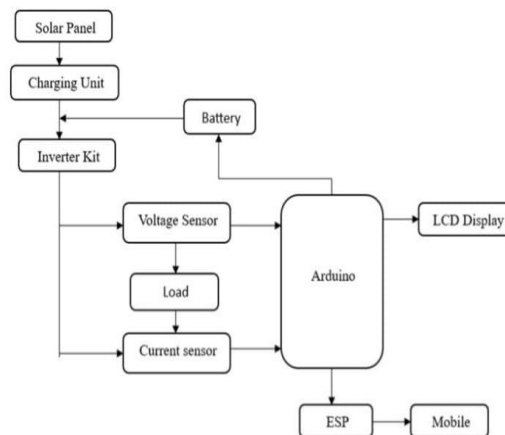 Solar Panel
Charging Unit
Battery
Inverter Kit
Voltage Sensor
LCD Display
Arduino
Load
Current sensor
ESP
Mobile